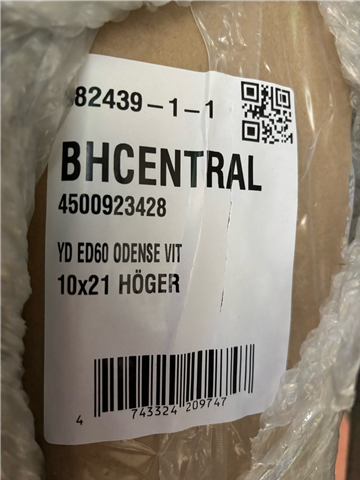 82439-1-1
BHCENTRAL
4500923428
YD ED60 ODENSE VIT
10x21 HÖGER
4 743324 209747